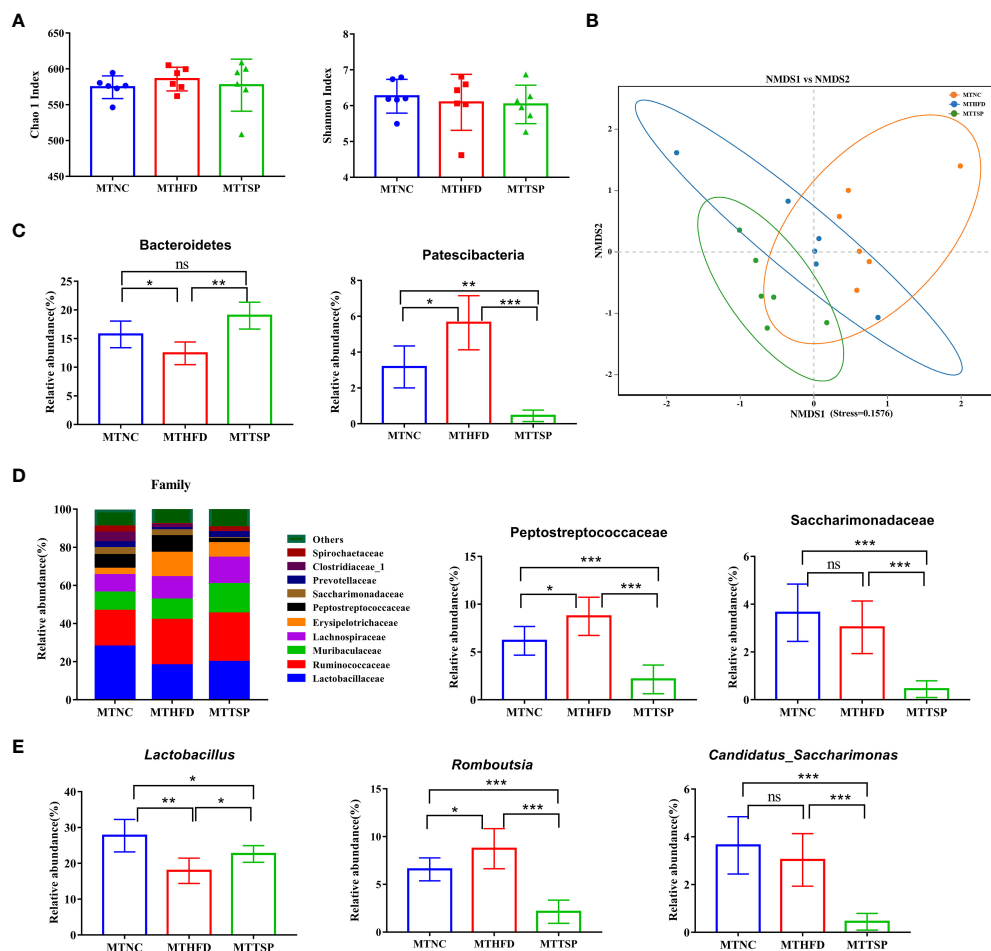 A
Chao 1 Index
650
600
550
500
450
MTNC
MTHFD
MTTSP
Shannon Index
8
7
6
5
4
MTNC
MTHFD
MTTSP
B
NMDS1 vs NMDS2
MTNC
MTHFD
MTTSP
NMDS2
2
1
0
-1
-2
-2
-1
0
1
2
NMDS1 (Stress=0.1576)
C
Bacteroidetes
ns
*
**
Relative abundance(%)
25
20
15
10
5
0
MTNC
MTHFD
MTTSP
Patescibacteria
**
*
***
Relative abundance(%)
8
6
4
2
0
MTNC
MTHFD
MTTSP
D
Family
Relative abundance(%)
100
80
60
40
20
0
MTNC
MTHFD
MTTSP
Others
Spirochaetaceae
Clostridiaceae_1
Prevotellaceae
Saccharimonadaceae
Peptostreptococcaceae
Erysipelotrichaceae
Lachnospiraceae
Muribaculaceae
Ruminococcaceae
Lactobacillaceae
Peptostreptococcaceae
***
*
***
Relative abundance(%)
15
10
5
0
MTNC
MTHFD
MTTSP
Saccharimonadaceae
***
ns
***
Relative abundance(%)
6
4
2
0
MTNC
MTHFD
MTTSP
E
Lactobacillus
*
**
*
Relative abundance(%)
40
30
20
10
0
MTNC
MTHFD
MTTSP
Romboutsia
***
*
***
Relative abundance(%)
15
10
5
0
MTNC
MTHFD
MTTSP
Candidatus_Saccharimonas
***
ns
***
Relative abundance(%)
6
4
2
0
MTNC
MTHFD
MTTSP